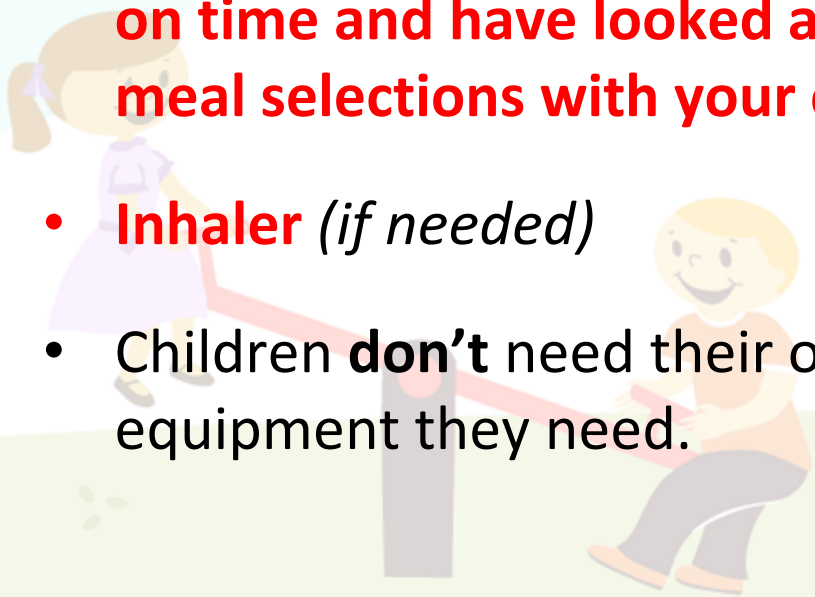 on time and have looked a
meal selections with your
• Inhaler (if needed)
• Children don’t need their o
equipment they need.